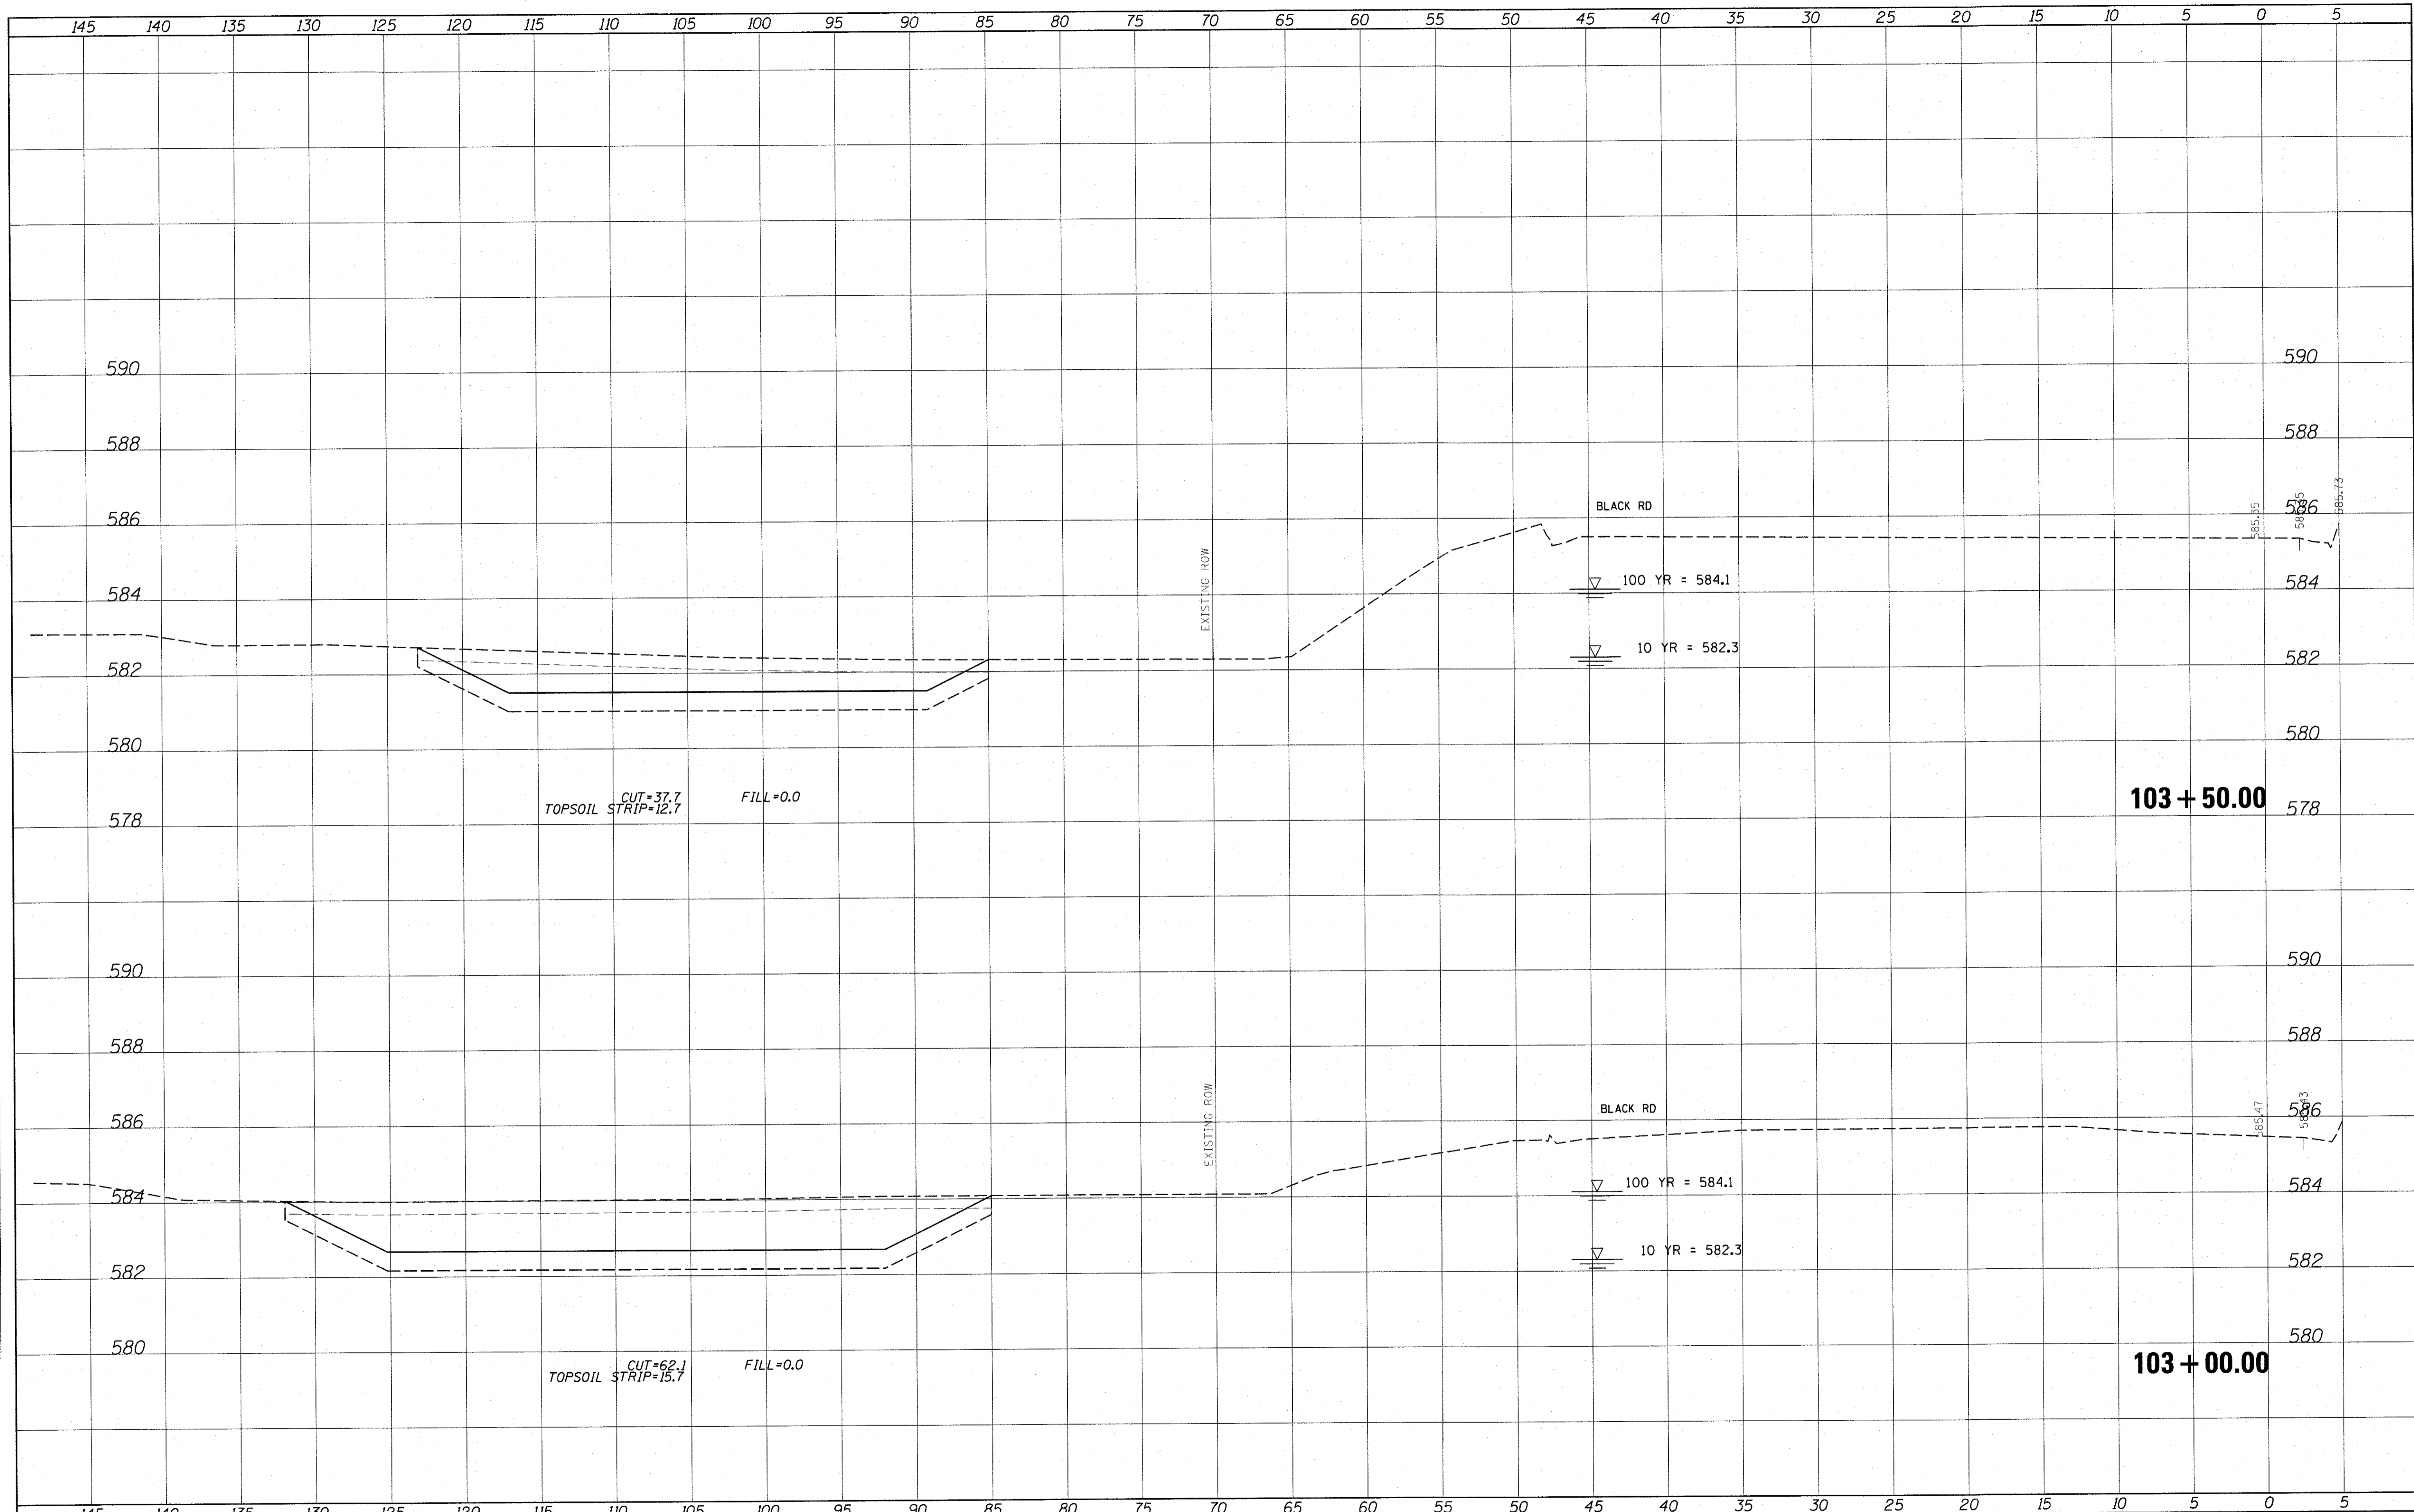 145 140 135 130 125 120 115 110 105 100 95 90 85 80 75 70 65 60 55 50 45 40 35 30 25 20 15 10 5 0 5
590 590
588 588
586 BLACK RD 585.35 586 585.73
EXISTING ROW
584 100 YR = 584.1 584
582 10 YR = 582.3 582
580 580
CUT=37.7 FILL=0.0
TOPSOIL STRIP=12.7
578 103+50.00 578
590 590
588 588
586 BLACK RD 585.47 586
EXISTING ROW
584 100 YR = 584.1 584
582 10 YR = 582.3 582
580 580
CUT=62.1 FILL=0.0
TOPSOIL STRIP=15.7
103+00.00
145 140 135 130 125 120 115 110 105 100 95 90 85 80 75 70 65 60 55 50 45 40 35 30 25 20 15 10 5 0 5